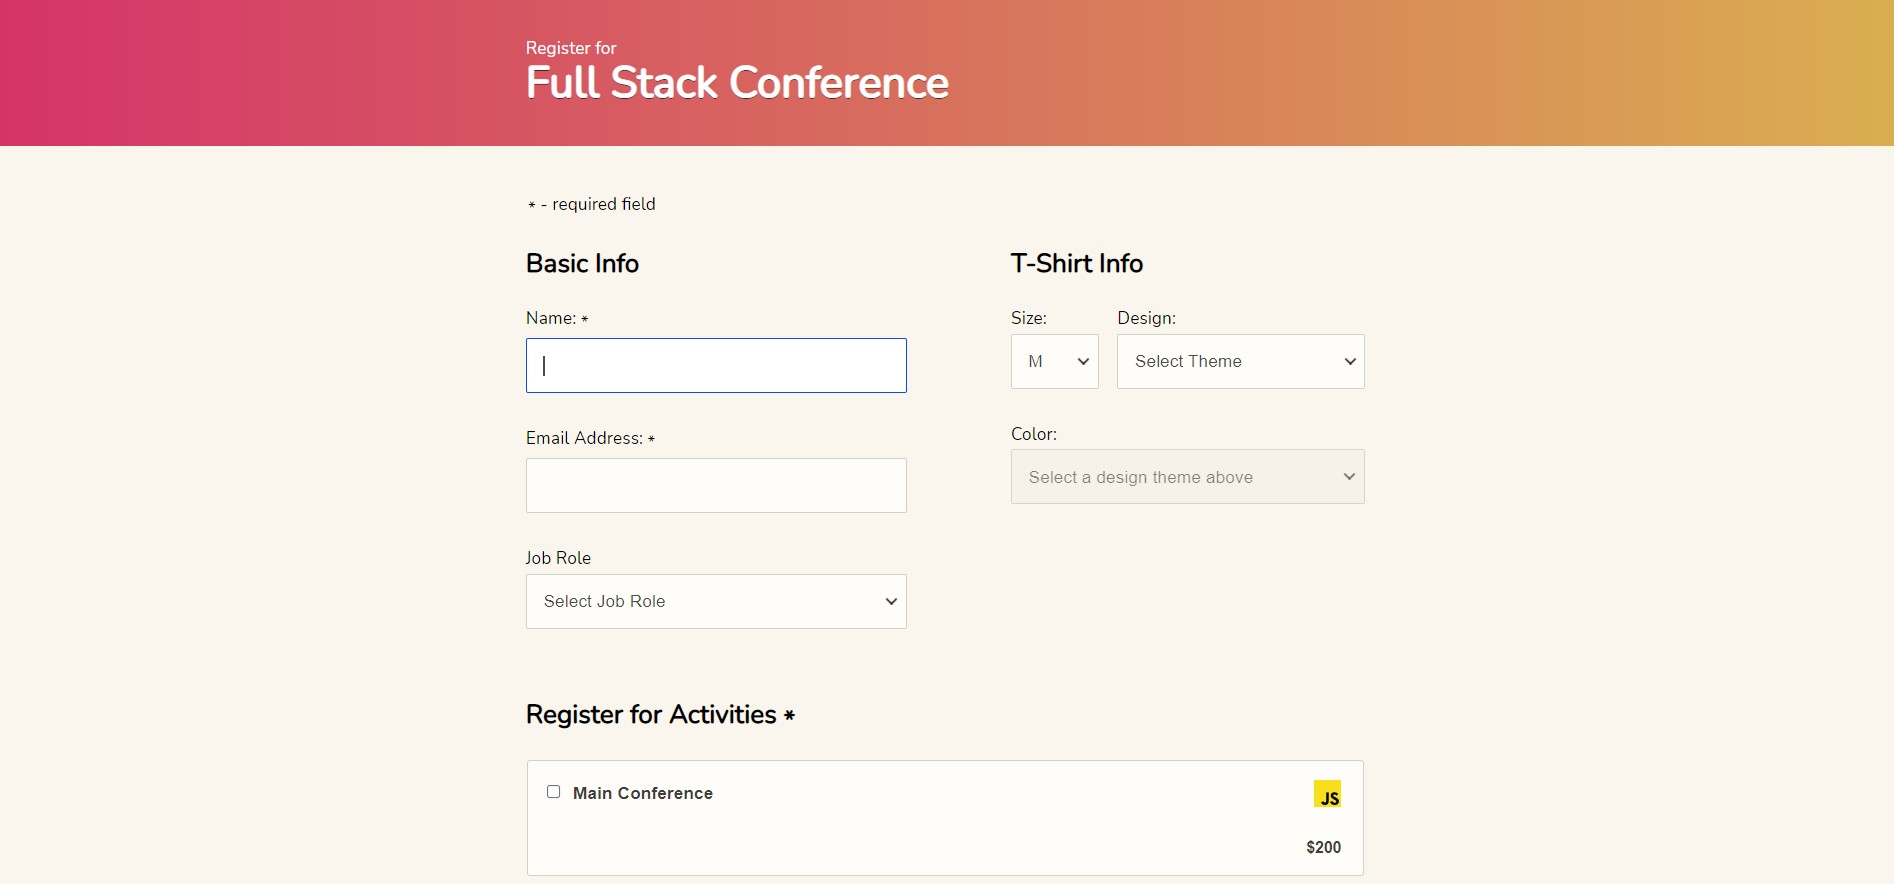 Register for
Full Stack Conference
* - required field
Basic Info
Name: *
Email Address: *
Job Role
Select Job Role
T-Shirt Info
Size:
M
Design:
Select Theme
Color:
Select a design theme above
Register for Activities *
Main Conference
JS
$200